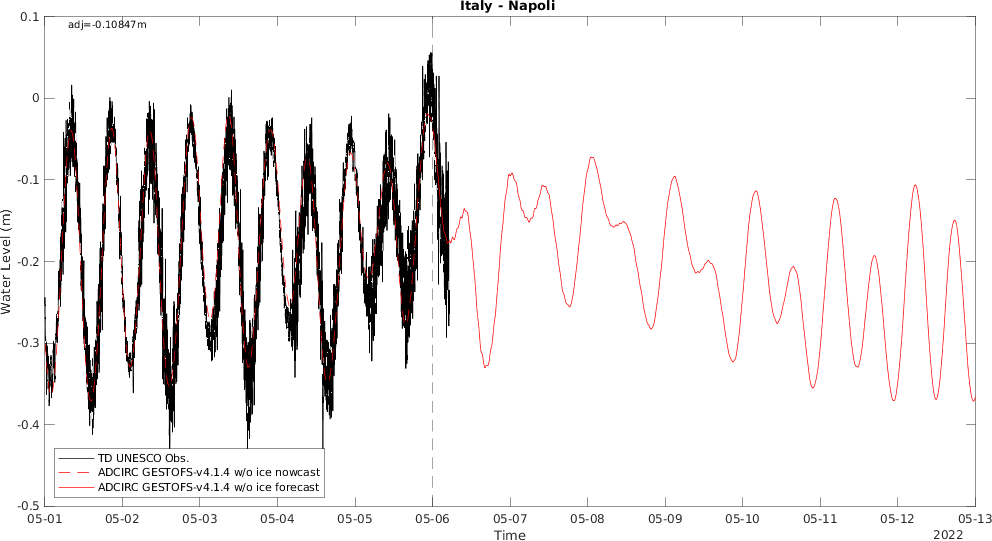 Italy - Napoli
adj=-0.10847m
0.1
0
-0.1
-0.2
-0.3
-0.4
-0.5
Water Level (m)
TD UNESCO Obs.
ADCIRC GESTOFS-v4.1.4 w/o ice nowcast
ADCIRC GESTOFS-v4.1.4 w/o ice forecast
05-01 05-02 05-03 05-04 05-05 05-06 05-07 05-08 05-09 05-10 05-11 05-12 05-13
Time
2022